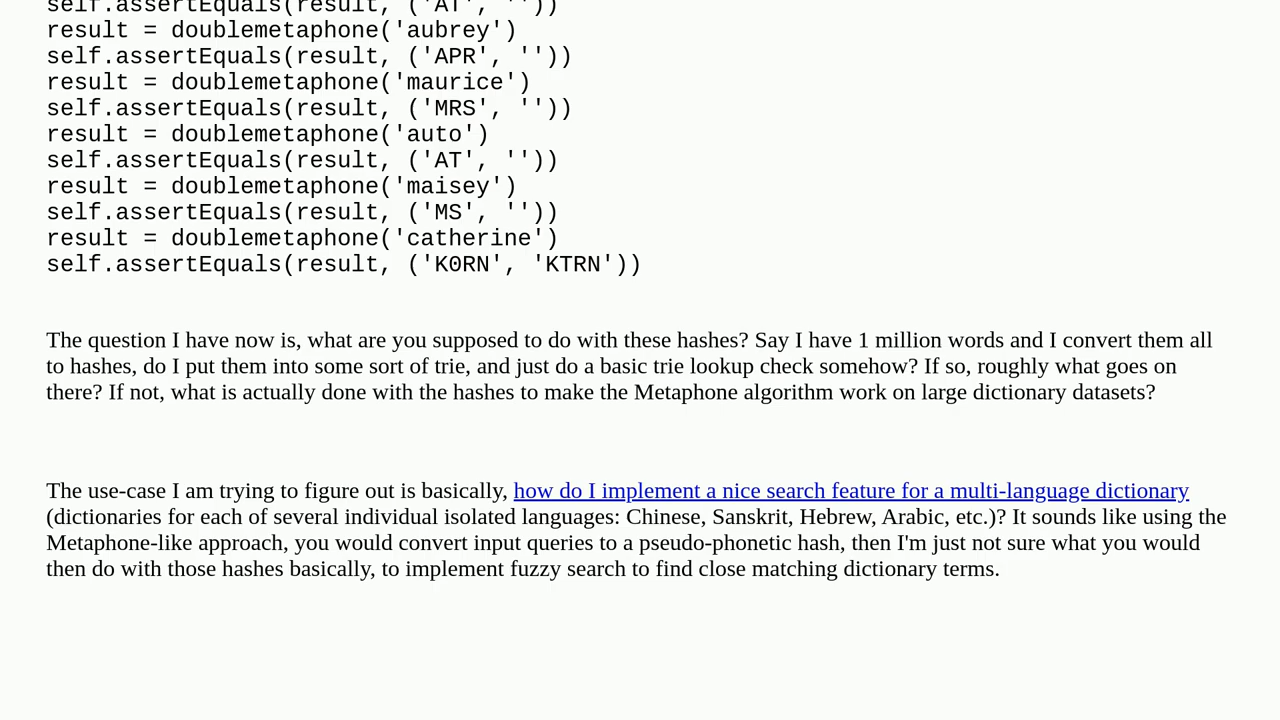 self.assertEquals(result, ('AT', ''))
result = doublemetaphone('aubrey')
self.assertEquals(result, ('APR', ''))
result = doublemetaphone('maurice')
self.assertEquals(result, ('MRS', ''))
result = doublemetaphone('auto')
self.assertEquals(result, ('AT', ''))
result = doublemetaphone('maisey')
self.assertEquals(result, ('MS', ''))
result = doublemetaphone('catherine')
self.assertEquals(result, ('K0RN', 'KTRN'))
The question I have now is, what are you supposed to do with these hashes? Say I have 1 million words and I convert them all
to hashes, do I put them into some sort of trie, and just do a basic trie lookup check somehow? If so, roughly what goes on
there? If not, what is actually done with the hashes to make the Metaphone algorithm work on large dictionary datasets?
The use-case I am trying to figure out is basically, how do I implement a nice search feature for a multi-language dictionary
(dictionaries for each of several individual isolated languages: Chinese, Sanskrit, Hebrew, Arabic, etc.)? It sounds like using the
Metaphone-like approach, you would convert input queries to a pseudo-phonetic hash, then I'm just not sure what you would
then do with those hashes basically, to implement fuzzy search to find close matching dictionary terms.